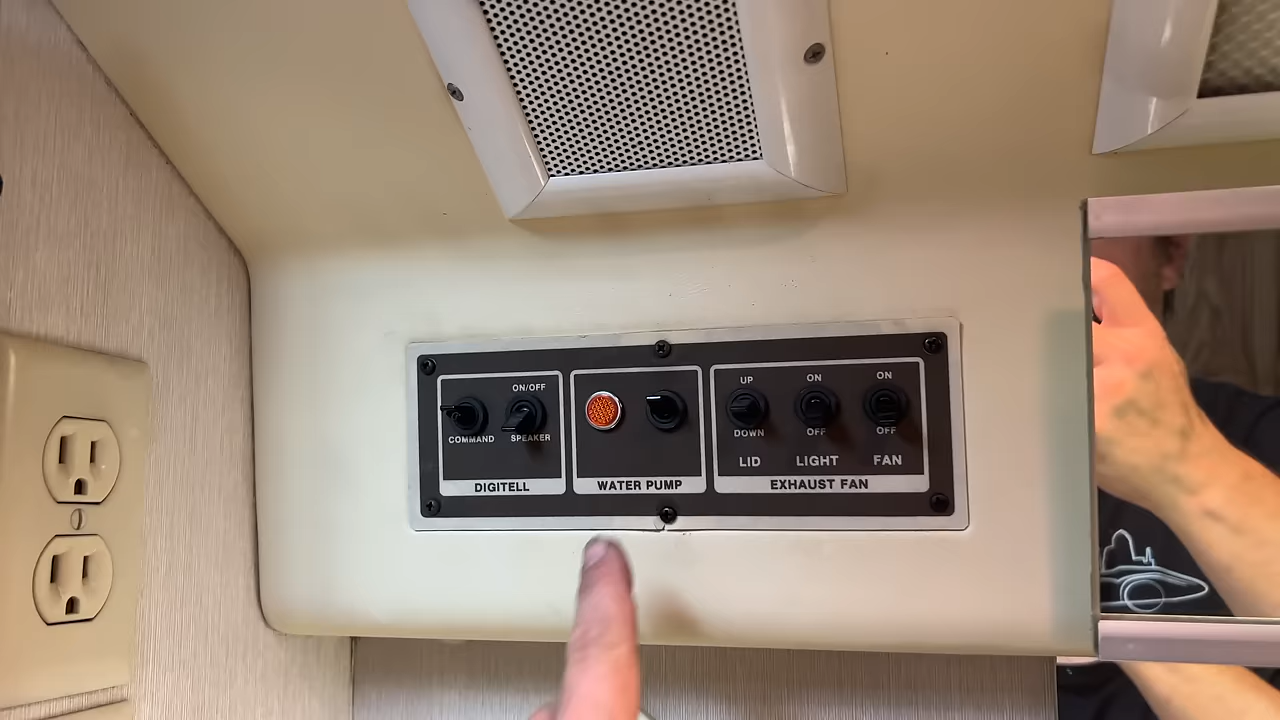 ON/OFF
COMMAND SPEAKER
DIGITELL
WATER PUMP
UP ON ON
DOWN OFF OFF
LID LIGHT FAN
EXHAUST FAN